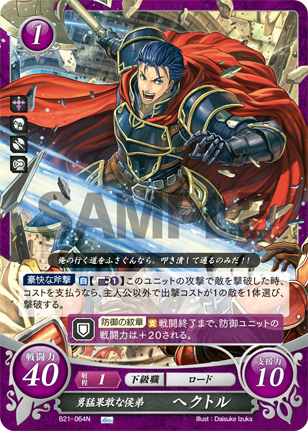 1
SAMPLE
俺の行く道をふさぐんなら、叩き潰して通るのみだ!!
豪快な斧撃 自 【1】このユニットの攻撃で敵を撃破した時、
コストを支払うなら、主人公以外で出撃コストが1の敵を1体選び、
撃破する。
防御の紋章 支 戦闘終了まで、防御ユニットの
戦闘力は+20される。
戦闘力 40
射程 1 下級職 ロード
支援力 10
勇猛果敢な侯弟 ヘクトル
B21-064N
Illust:Daisuke Izuka